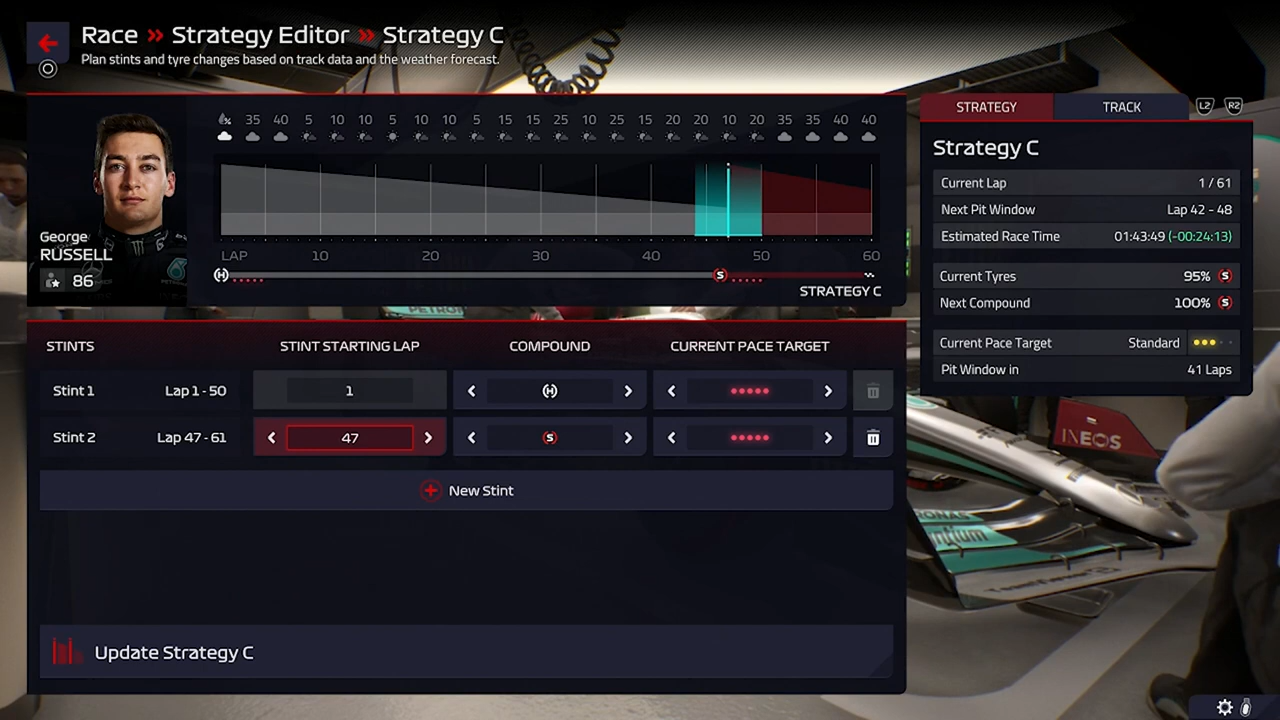 Race » Strategy Editor » Strategy C
Plan stints and tyre changes based on track data and the weather forecast.
% 35 40 5 10 10 5 10 10 5 15 15 25 10 25 15 20 20 10 20 35 35 40 40
George
RUSSELL
86
LAP 10 20 30 40 50 60
H S
STRATEGY C
STINTS STINT STARTING LAP COMPOUND CURRENT PACE TARGET
Stint 1 Lap 1 - 50 1 H
Stint 2 Lap 47 - 61 47 S
New Stint
Update Strategy C
STRATEGY TRACK L2 R2
Strategy C
Current Lap 1 / 61
Next Pit Window Lap 42 - 48
Estimated Race Time 01:43:49 (-00:24:13)
Current Tyres 95% S
Next Compound 100% S
Current Pace Target Standard
Pit Window in 41 Laps
INEOS